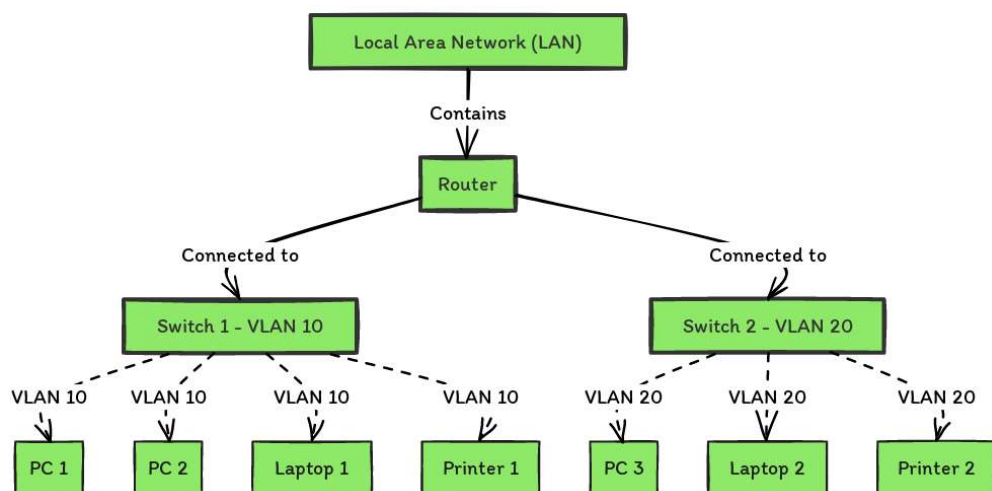 Local Area Network (LAN)
Contains
Router
Connected to
Connected to
Switch 1 - VLAN 10
Switch 2 - VLAN 20
VLAN 10
VLAN 10
VLAN 10
VLAN 10
VLAN 20
VLAN 20
VLAN 20
PC 1
PC 2
Laptop 1
Printer 1
PC 3
Laptop 2
Printer 2